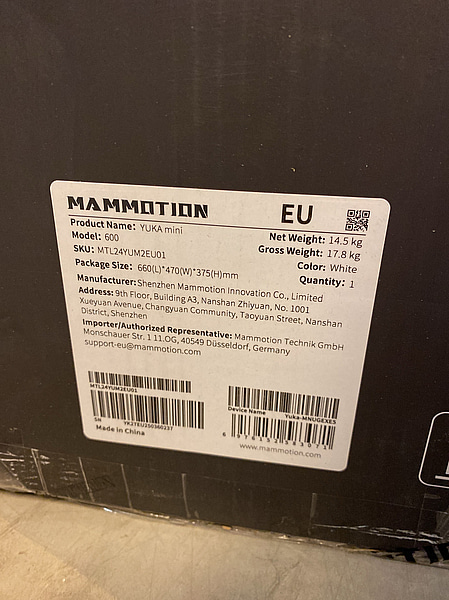 MAMMOTION
EU
Product Name: YUKA mini
Model: 600
SKU: MTL24YUM2EU01
Package Size: 660(L)*470(W)*375(H)mm
Net Weight: 14.5 kg
Gross Weight: 17.8 kg
Color: White
Quantity: 1
Manufacturer: Shenzhen Mammotion Innovation Co., Limited
Address: 9th Floor, Building A3, Nanshan Zhiyuan, No. 1001
Xueyuan Avenue, Changyuan Community, Taoyuan Street, Nanshan
District, Shenzhen
Importer/Authorized Representative: Mammotion Technik GmbH
Monschauer Str. 1 11.OG, 40549 Düsseldorf, Germany
support-eu@mammotion.com
MTL24YUM2EU01
SN YK2TEU250360237
Made in China
Device Name Yuka-MNUGEXE5
www.mammotion.com